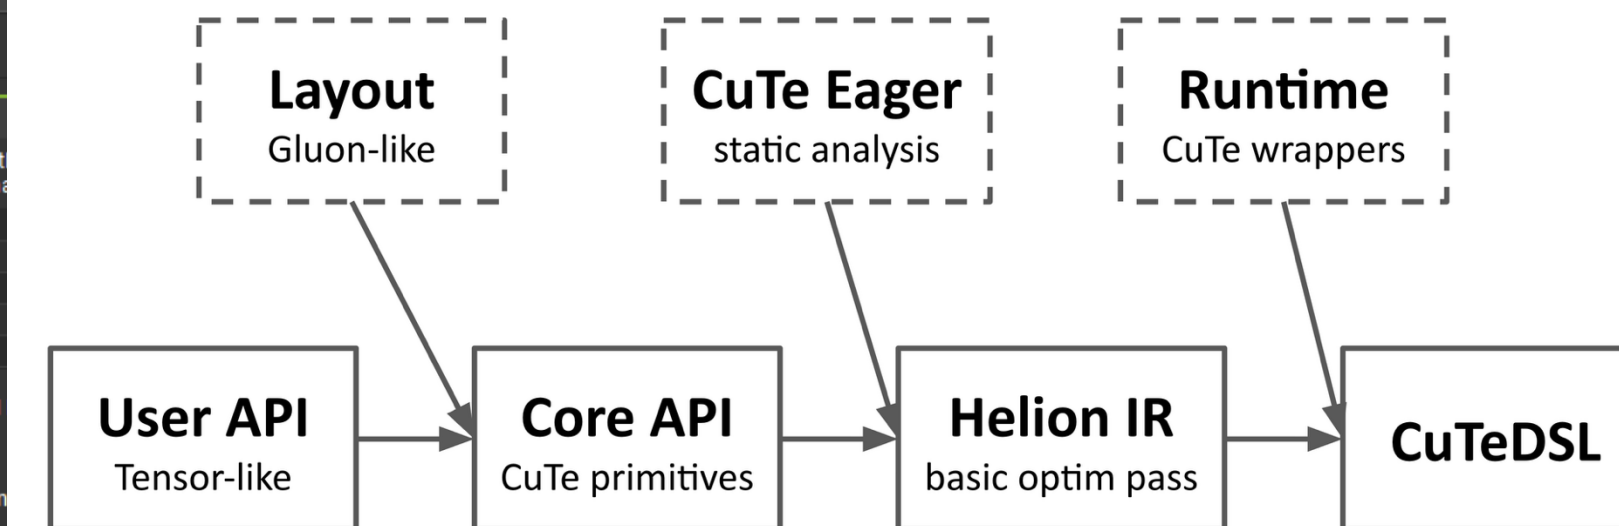 Layout
Gluon-like
CuTe Eager
static analysis
Runtime
CuTe wrappers
User API
Tensor-like
Core API
CuTe primitives
Helion IR
basic optim pass
CuTeDSL